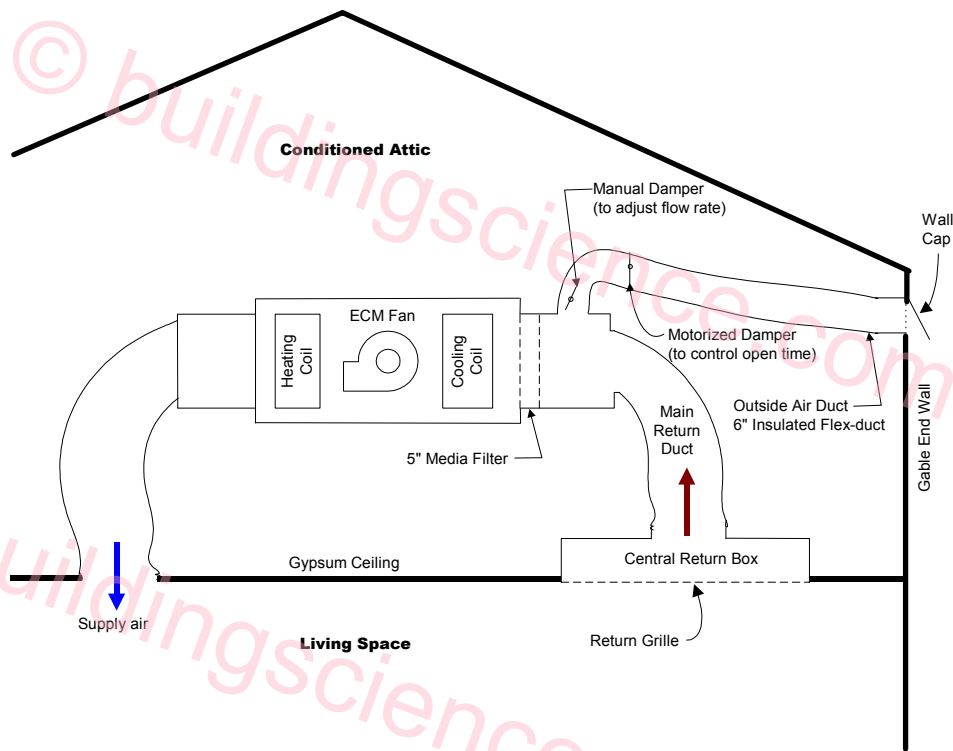 © buildingscience.com
Conditioned Attic
Manual Damper
(to adjust flow rate)
Wall
Cap
ECM Fan
Heating
Coil
Cooling
Coil
Motorized Damper
(to control open time)
Outside Air Duct
6" Insulated Flex-duct
Main
Return
Duct
5" Media Filter
Gable End Wall
Gypsum Ceiling
Central Return Box
Supply air
Living Space
Return Grille
uildingscience